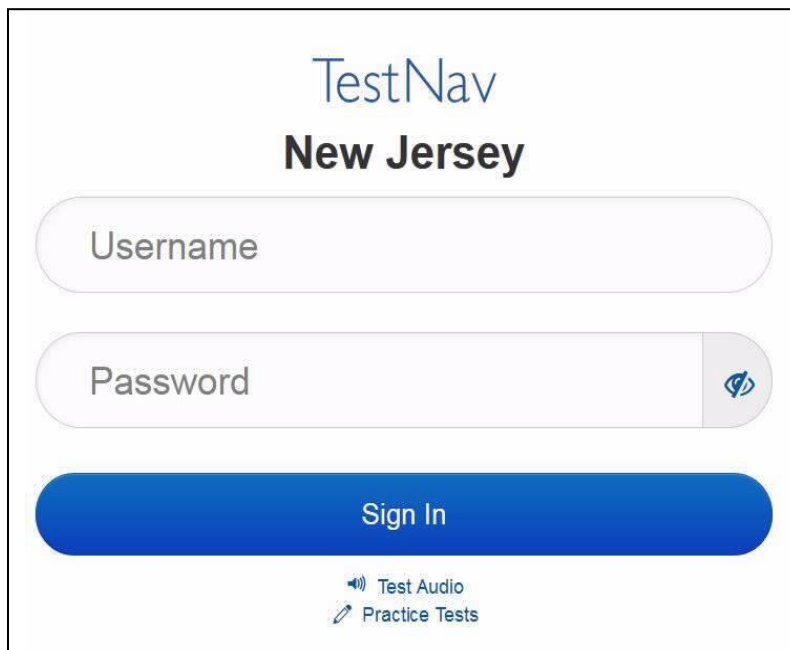 TestNav
New Jersey
Username
Password
Sign In
Test Audio
Practice Tests